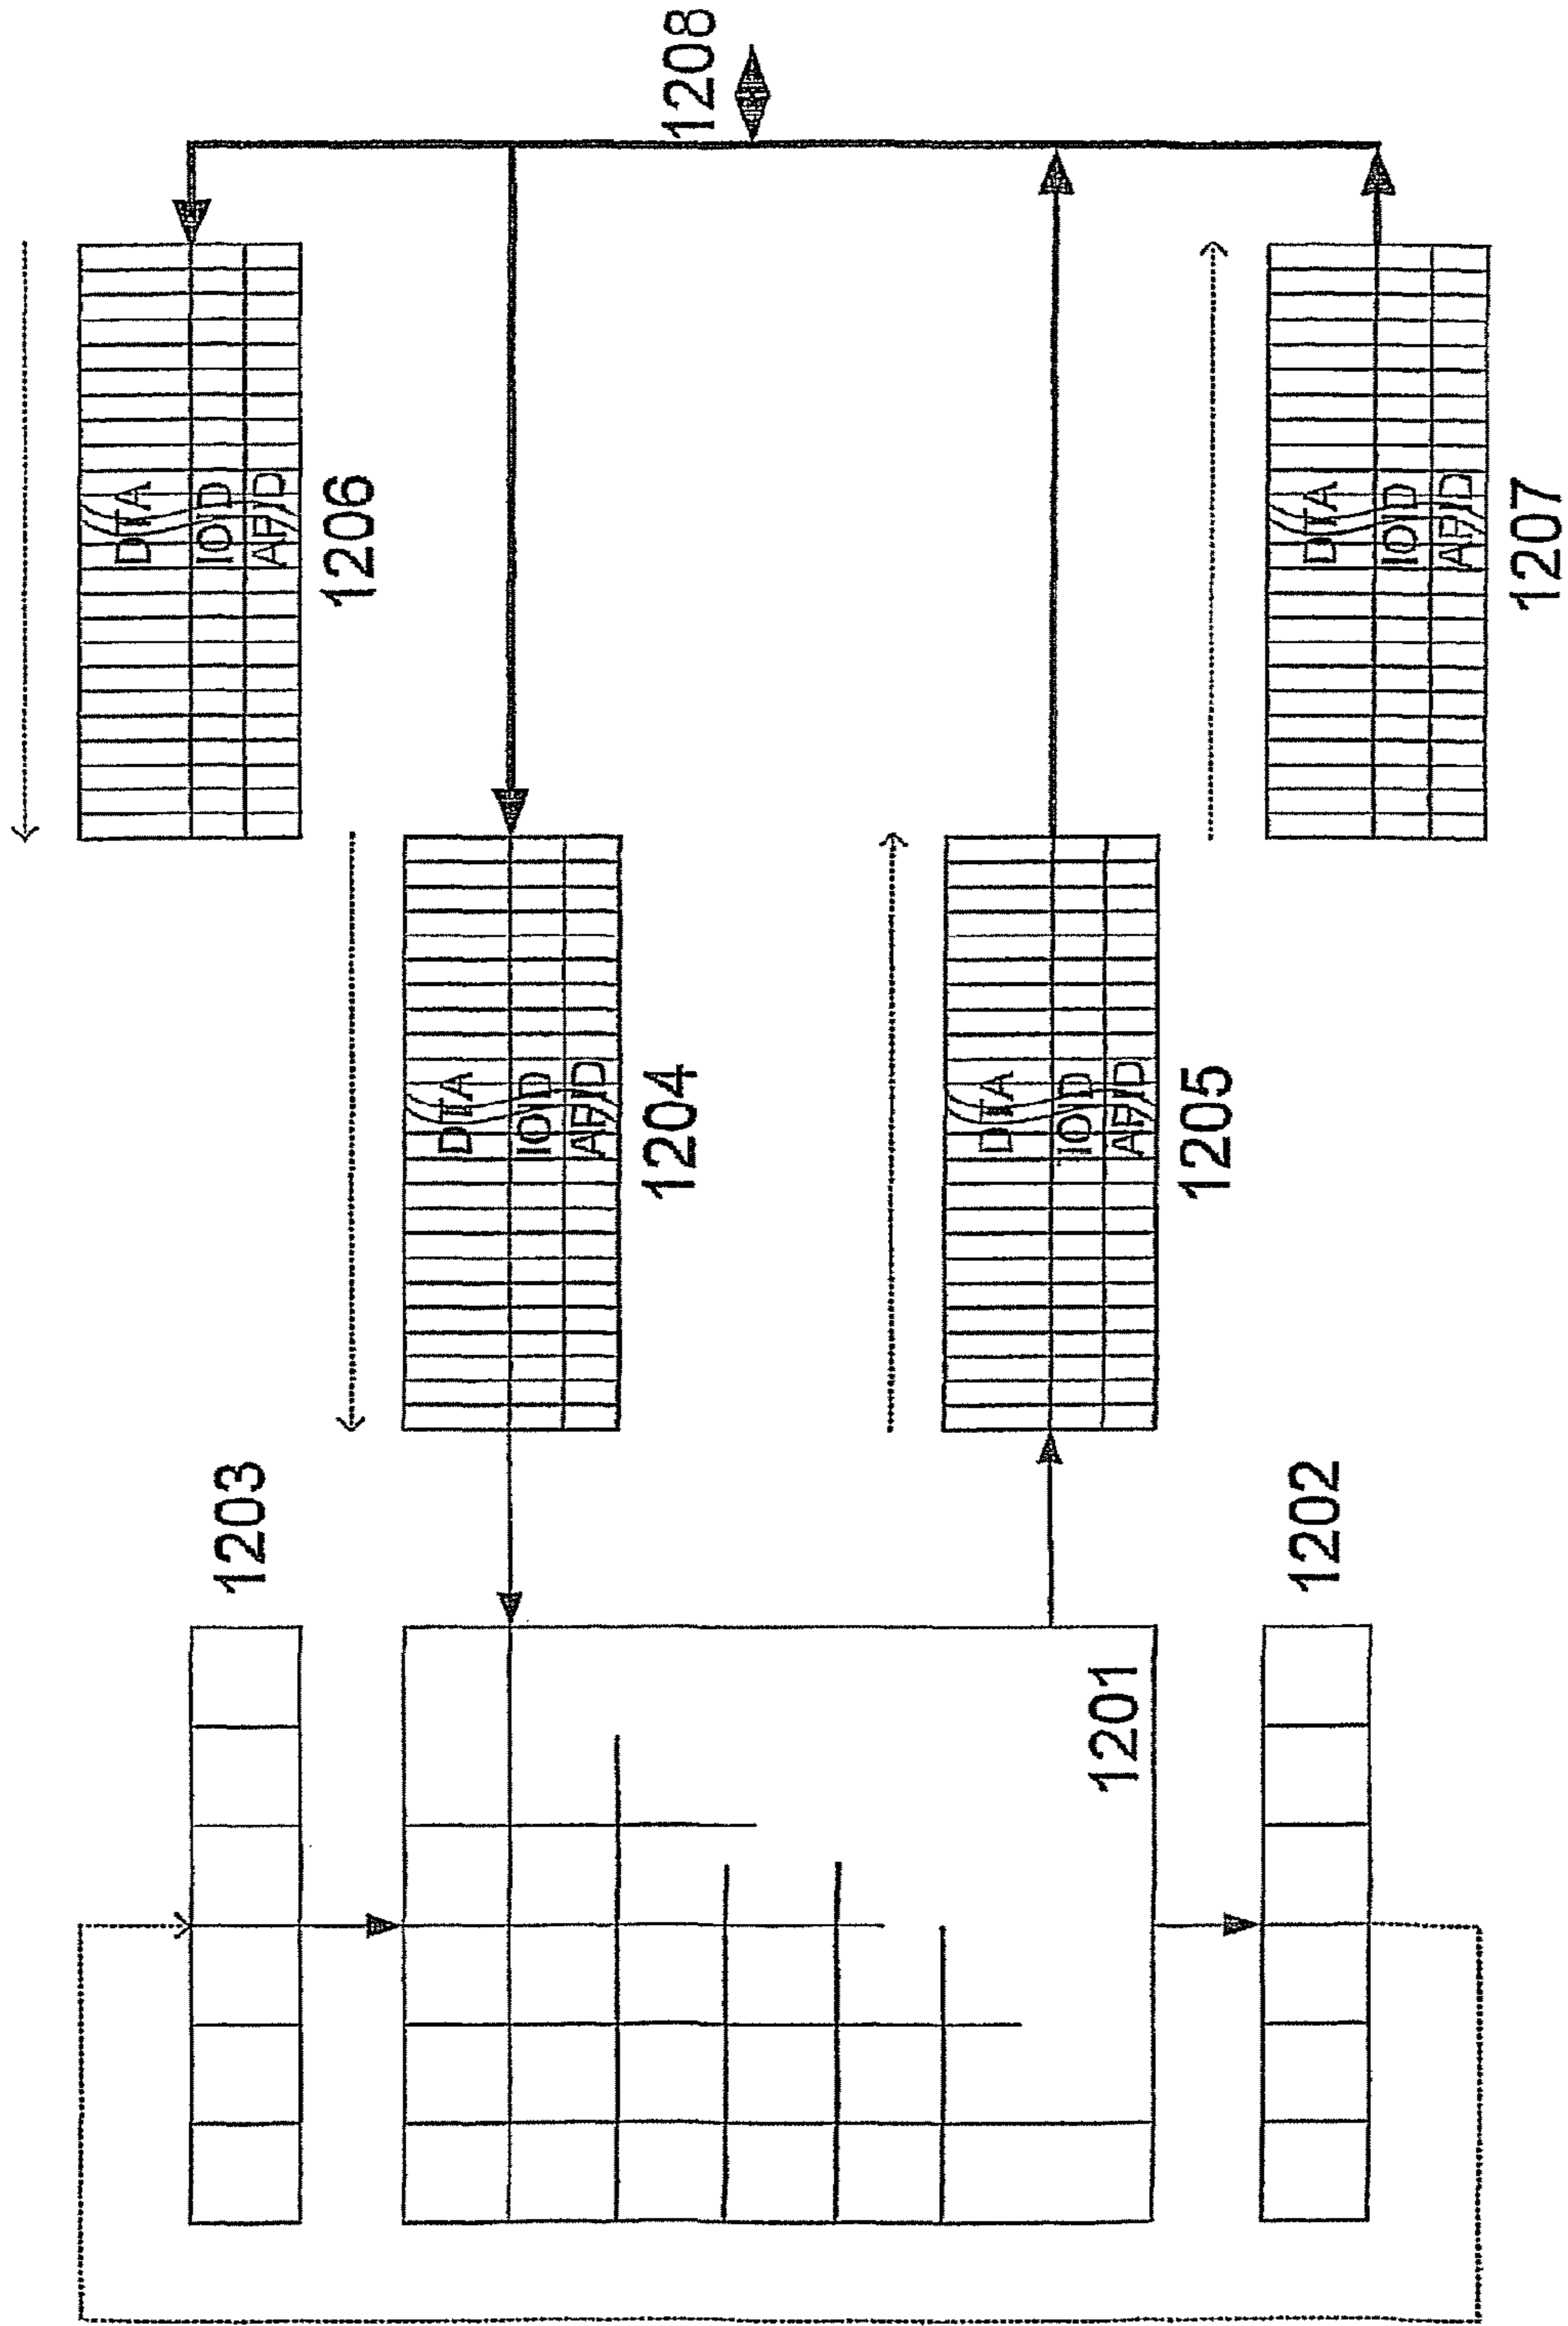 DTA
IOID
APID
1203
1206
DTA
IOID
APID
1204
1208
DTA
IOID
APID
1201
1205
1202
DTA
IOID
APID
1207